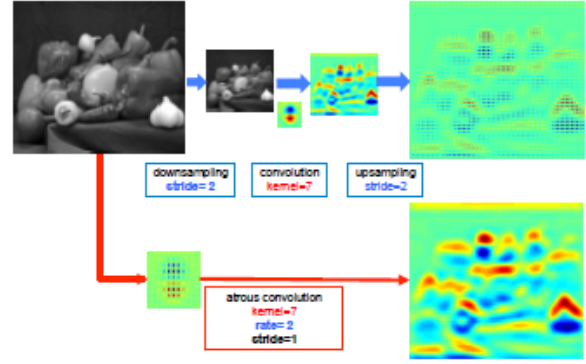 downsampling
stride= 2
convolution
kernel=7
upsampling
stride=2
atrous convolution
kernel=7
rate= 2
stride=1